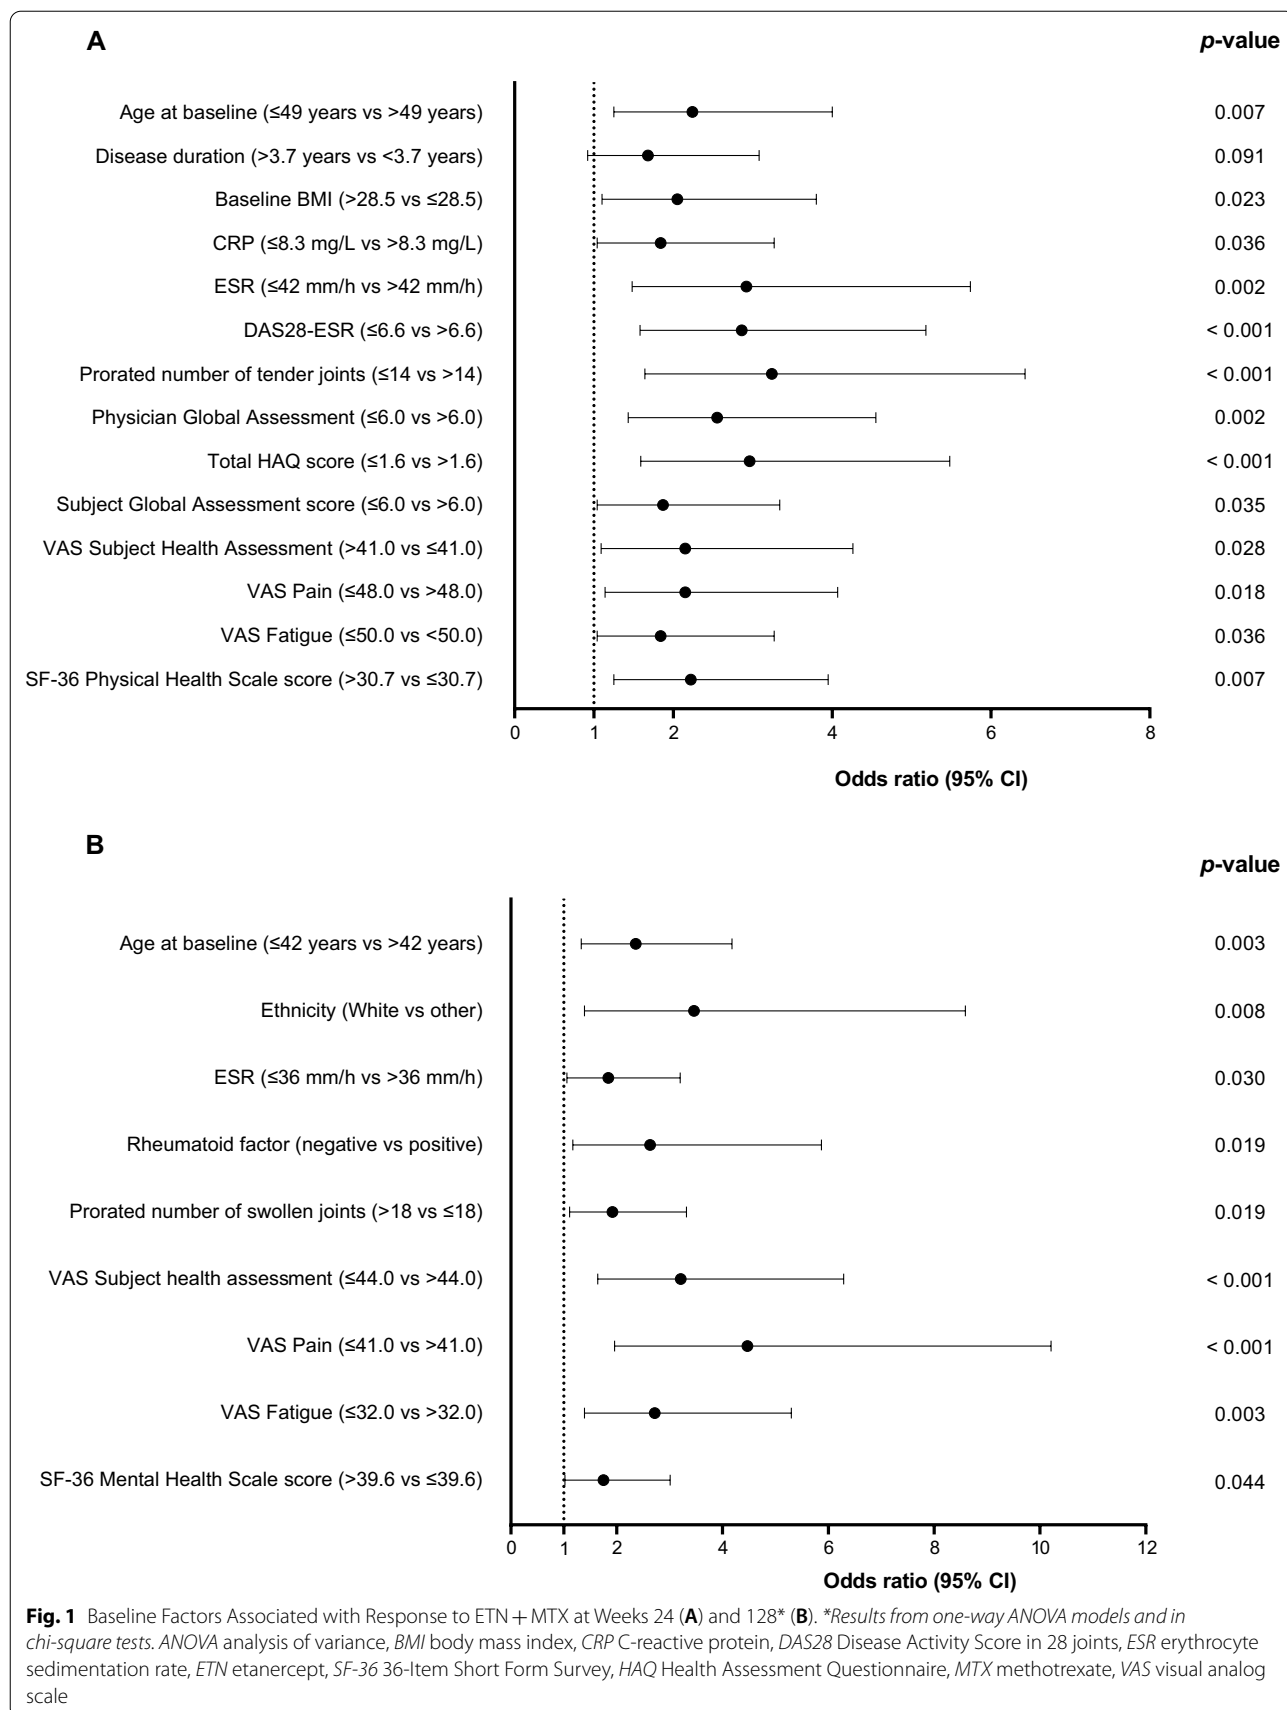 A
p-value
Age at baseline (≤49 years vs >49 years) 0.007
Disease duration (>3.7 years vs <3.7 years) 0.091
Baseline BMI (>28.5 vs ≤28.5) 0.023
CRP (≤8.3 mg/L vs >8.3 mg/L) 0.036
ESR (≤42 mm/h vs >42 mm/h) 0.002
DAS28-ESR (≤6.6 vs >6.6) < 0.001
Prorated number of tender joints (≤14 vs >14) < 0.001
Physician Global Assessment (≤6.0 vs >6.0) 0.002
Total HAQ score (≤1.6 vs >1.6) < 0.001
Subject Global Assessment score (≤6.0 vs >6.0) 0.035
VAS Subject Health Assessment (>41.0 vs ≤41.0) 0.028
VAS Pain (≤48.0 vs >48.0) 0.018
VAS Fatigue (≤50.0 vs <50.0) 0.036
SF-36 Physical Health Scale score (>30.7 vs ≤30.7) 0.007
0 1 2 4 6 8
Odds ratio (95% CI)
B
p-value
Age at baseline (≤42 years vs >42 years) 0.003
Ethnicity (White vs other) 0.008
ESR (≤36 mm/h vs >36 mm/h) 0.030
Rheumatoid factor (negative vs positive) 0.019
Prorated number of swollen joints (>18 vs ≤18) 0.019
VAS Subject health assessment (≤44.0 vs >44.0) < 0.001
VAS Pain (≤41.0 vs >41.0) < 0.001
VAS Fatigue (≤32.0 vs >32.0) 0.003
SF-36 Mental Health Scale score (>39.6 vs ≤39.6) 0.044
0 1 2 4 6 8 10 12
Odds ratio (95% CI)
Fig. 1 Baseline Factors Associated with Response to ETN + MTX at Weeks 24 (A) and 128* (B). *Results from one-way ANOVA models and in
chi-square tests. ANOVA analysis of variance, BMI body mass index, CRP C-reactive protein, DAS28 Disease Activity Score in 28 joints, ESR erythrocyte
sedimentation rate, ETN etanercept, SF-36 36-Item Short Form Survey, HAQ Health Assessment Questionnaire, MTX methotrexate, VAS visual analog
scale